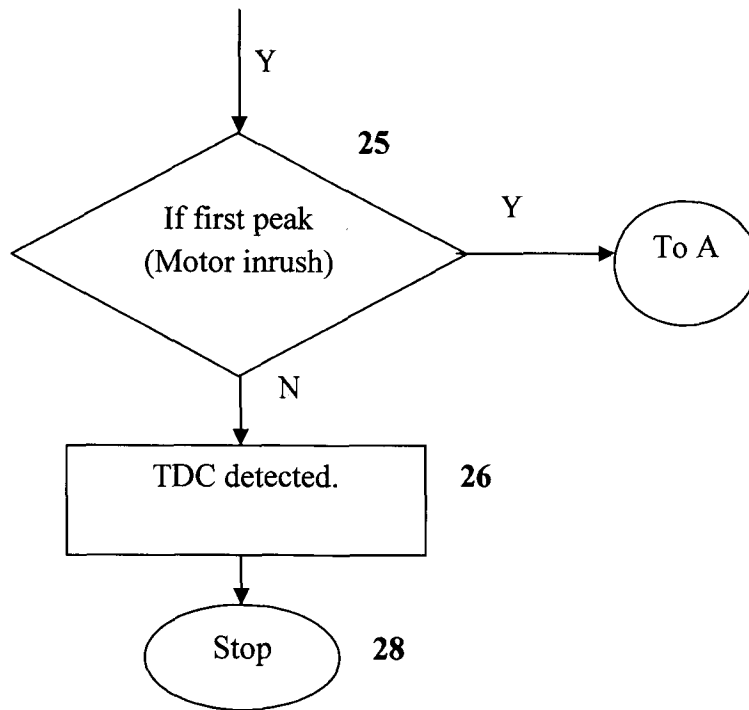 Y
25
If first peak
(Motor inrush)
Y
To A
N
TDC detected.
26
Stop
28